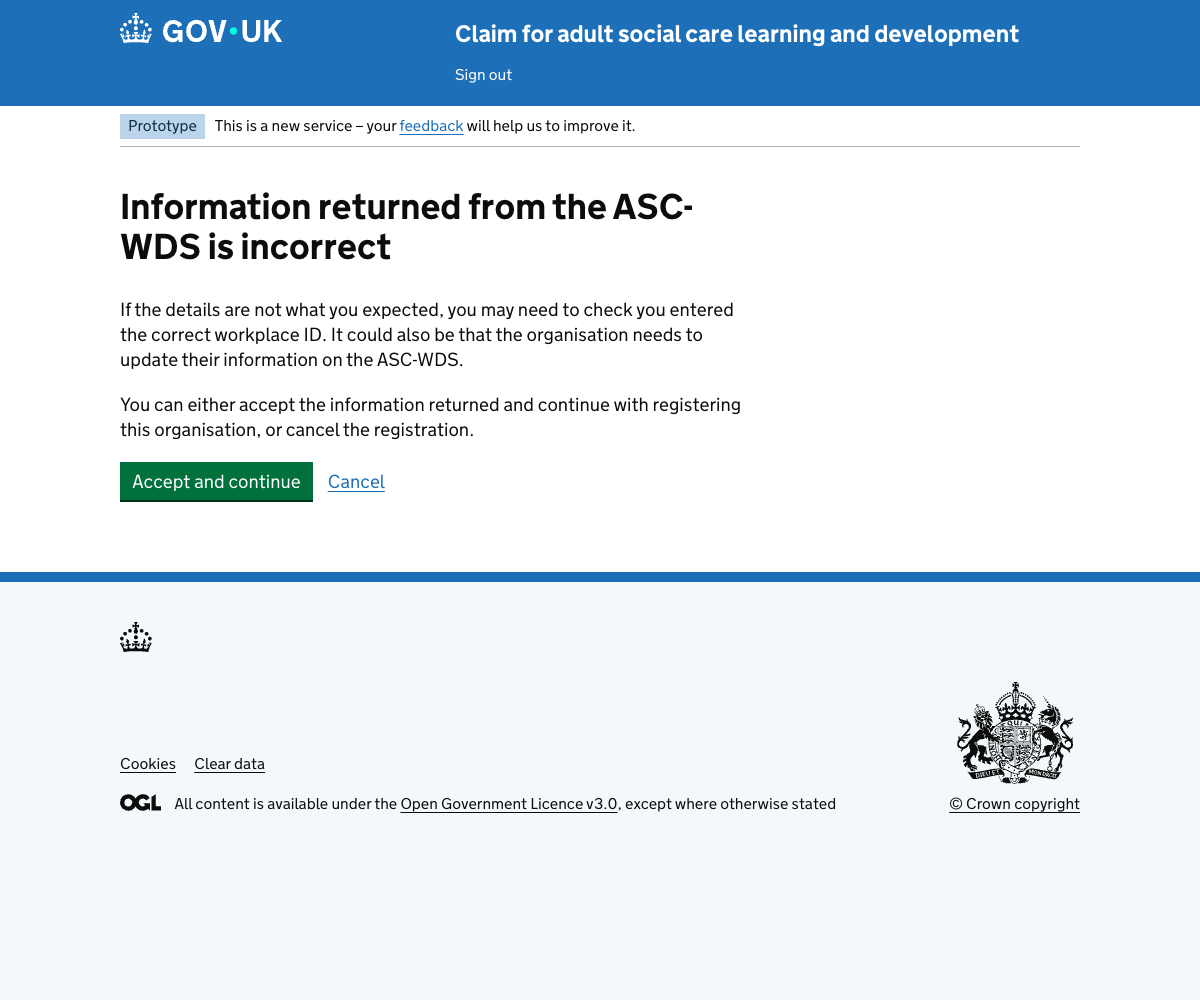 GOV·UK
Claim for adult social care learning and development
Sign out
Prototype This is a new service – your feedback will help us to improve it.
Information returned from the ASC-
WDS is incorrect
If the details are not what you expected, you may need to check you entered
the correct workplace ID. It could also be that the organisation needs to
update their information on the ASC-WDS.
You can either accept the information returned and continue with registering
this organisation, or cancel the registration.
Accept and continue Cancel
Cookies Clear data
OGL All content is available under the Open Government Licence v3.0, except where otherwise stated
© Crown copyright